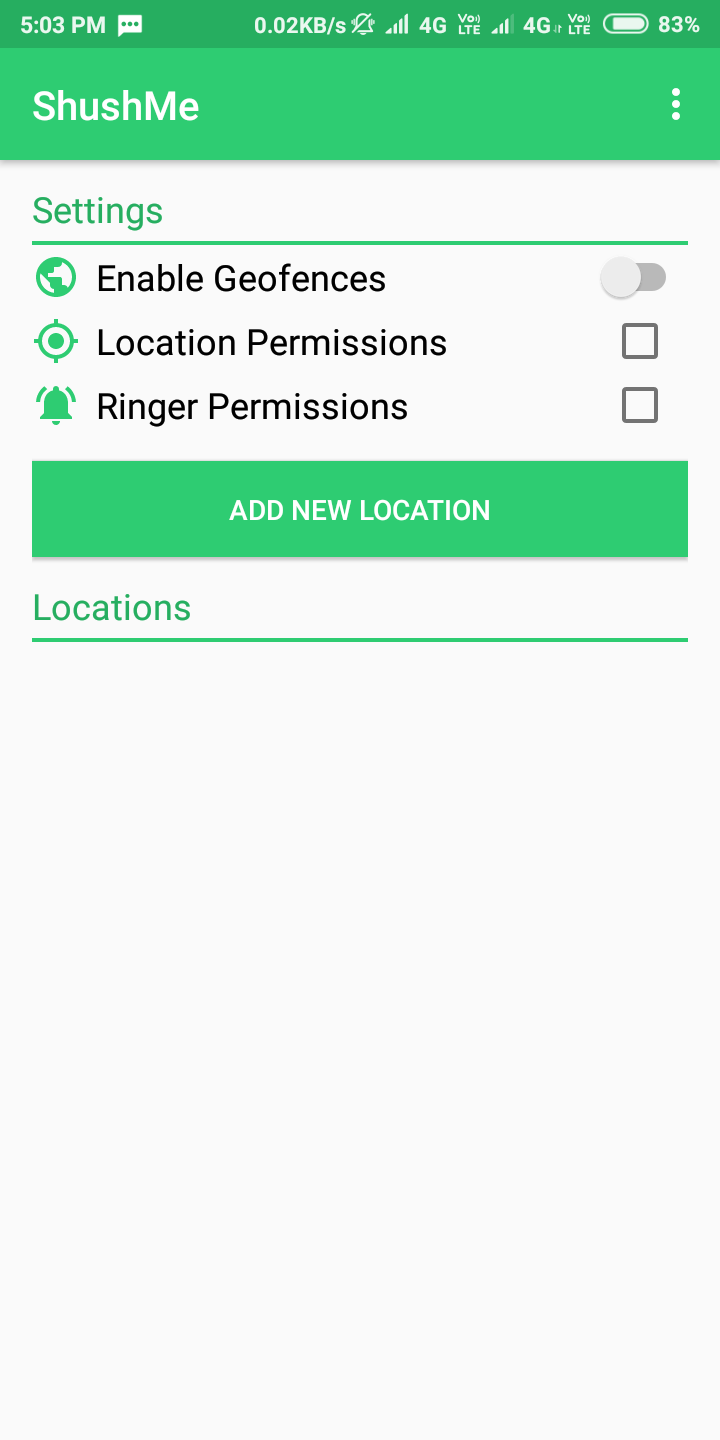 5:03 PM 0.02KB/s 4G Vo) LTE 4G Vo) LTE 83%
ShushMe
Settings
Enable Geofences
Location Permissions
Ringer Permissions
ADD NEW LOCATION
Locations